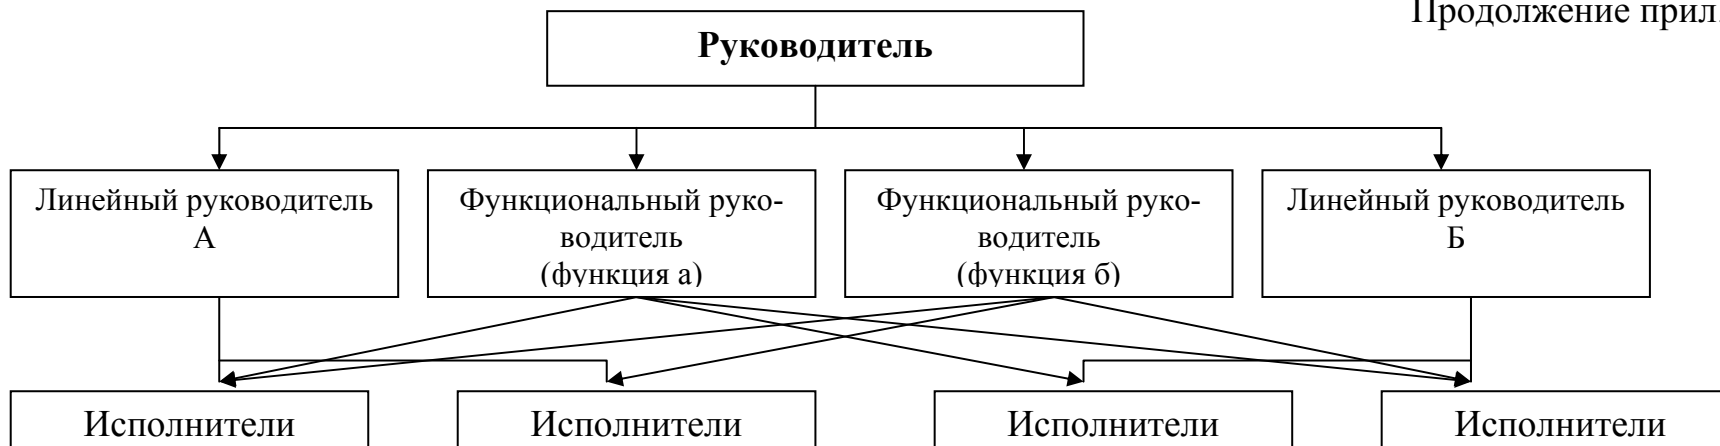 Продолжение прил.
Руководитель
Линейный руководитель
А
Функциональный руко-
водитель
(функция а)
Функциональный руко-
водитель
(функция б)
Линейный руководитель
Б
Исполнители
Исполнители
Исполнители
Исполнители